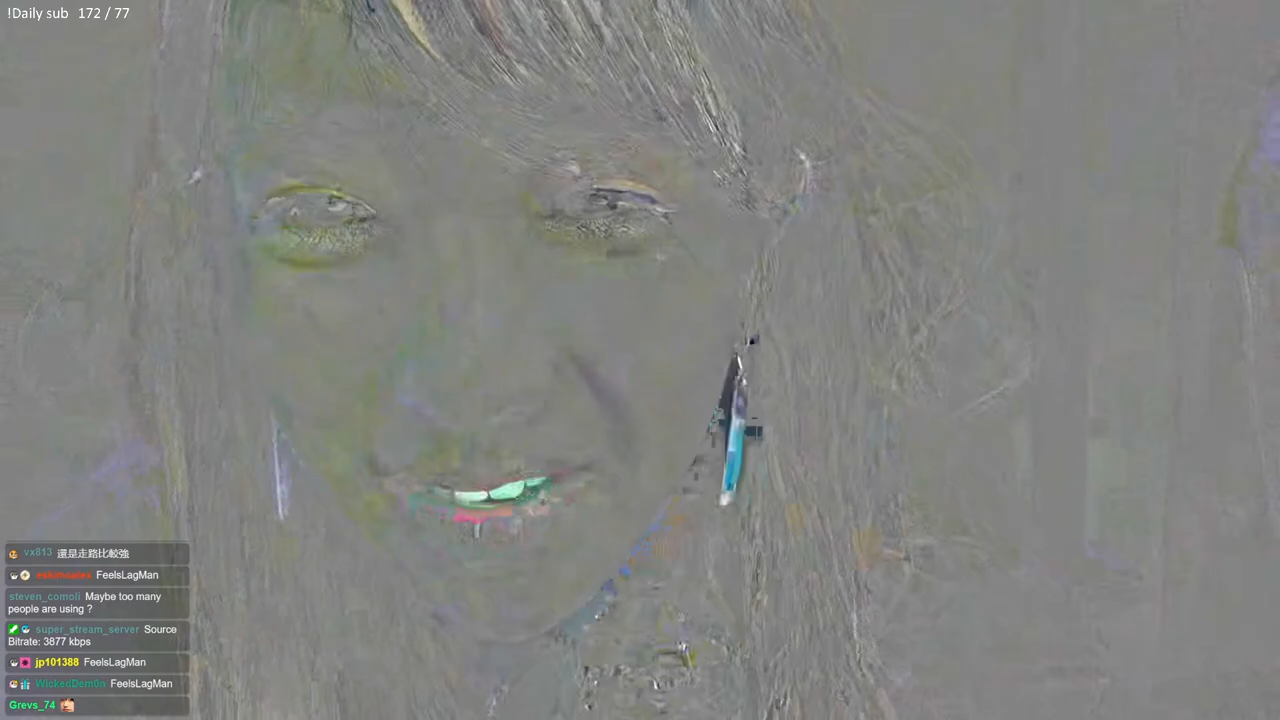 !Daily sub 172 / 77
vx813 還是走路比較強
eskimoalex FeelsLagMan
steven_comoli Maybe too many
people are using ?
super_stream_server Source
Bitrate: 3877 kbps
jp101388 FeelsLagMan
WickedDem0n FeelsLagMan
Grevs_74